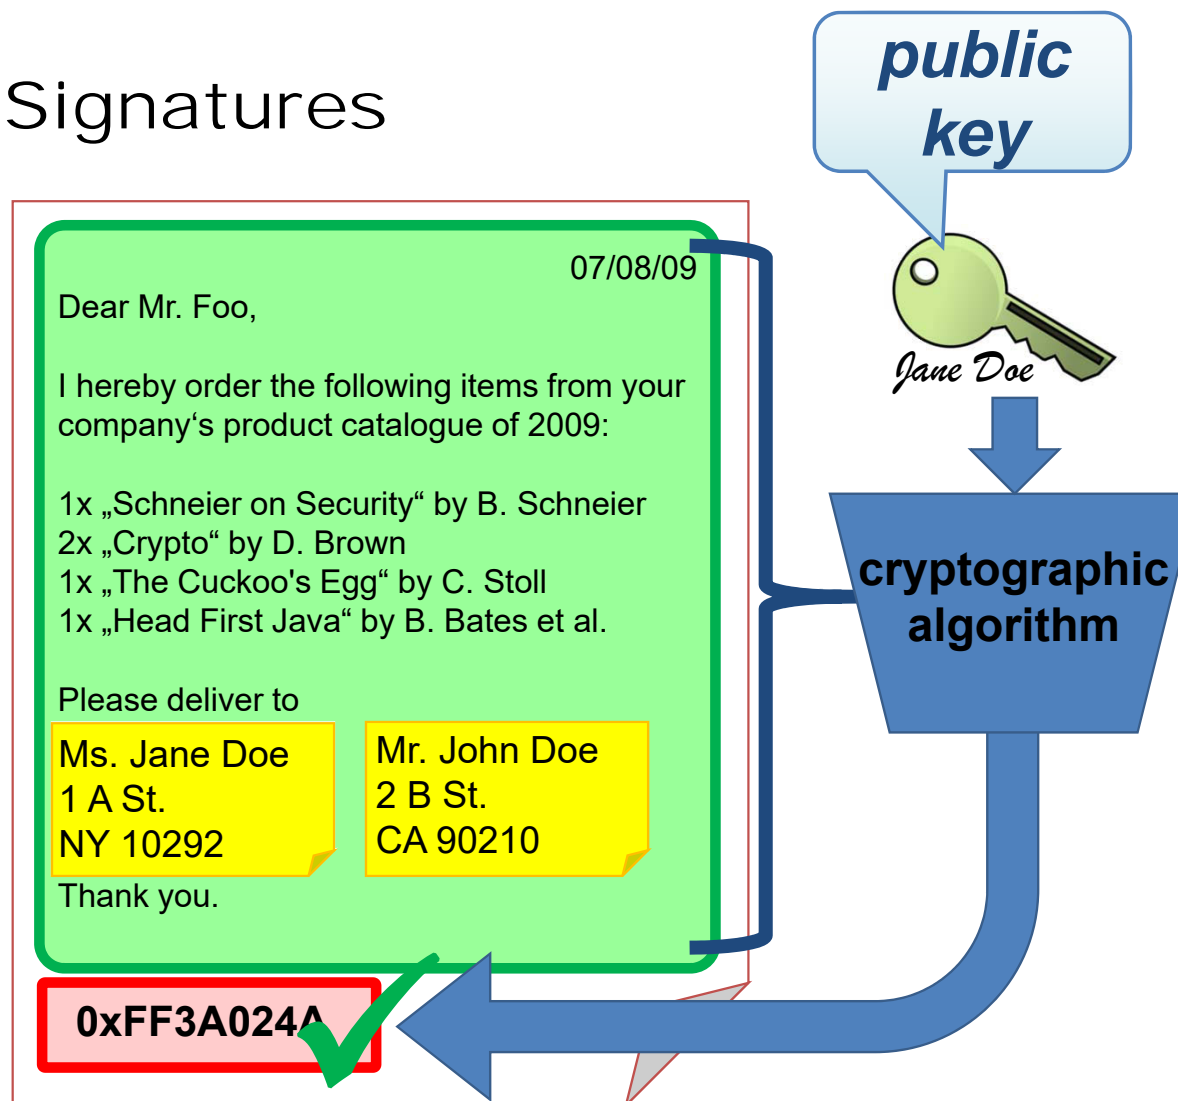 Signatures
public
key
07/08/09
Dear Mr. Foo,
I hereby order the following items from your
company‘s product catalogue of 2009:
1x „Schneier on Security“ by B. Schneier
2x „Crypto“ by D. Brown
1x „The Cuckoo's Egg“ by C. Stoll
1x „Head First Java“ by B. Bates et al.
Please deliver to
Ms. Jane Doe
1 A St.
NY 10292
Mr. John Doe
2 B St.
CA 90210
Thank you.
0xFF3A024A
Jane Doe
cryptographic
algorithm